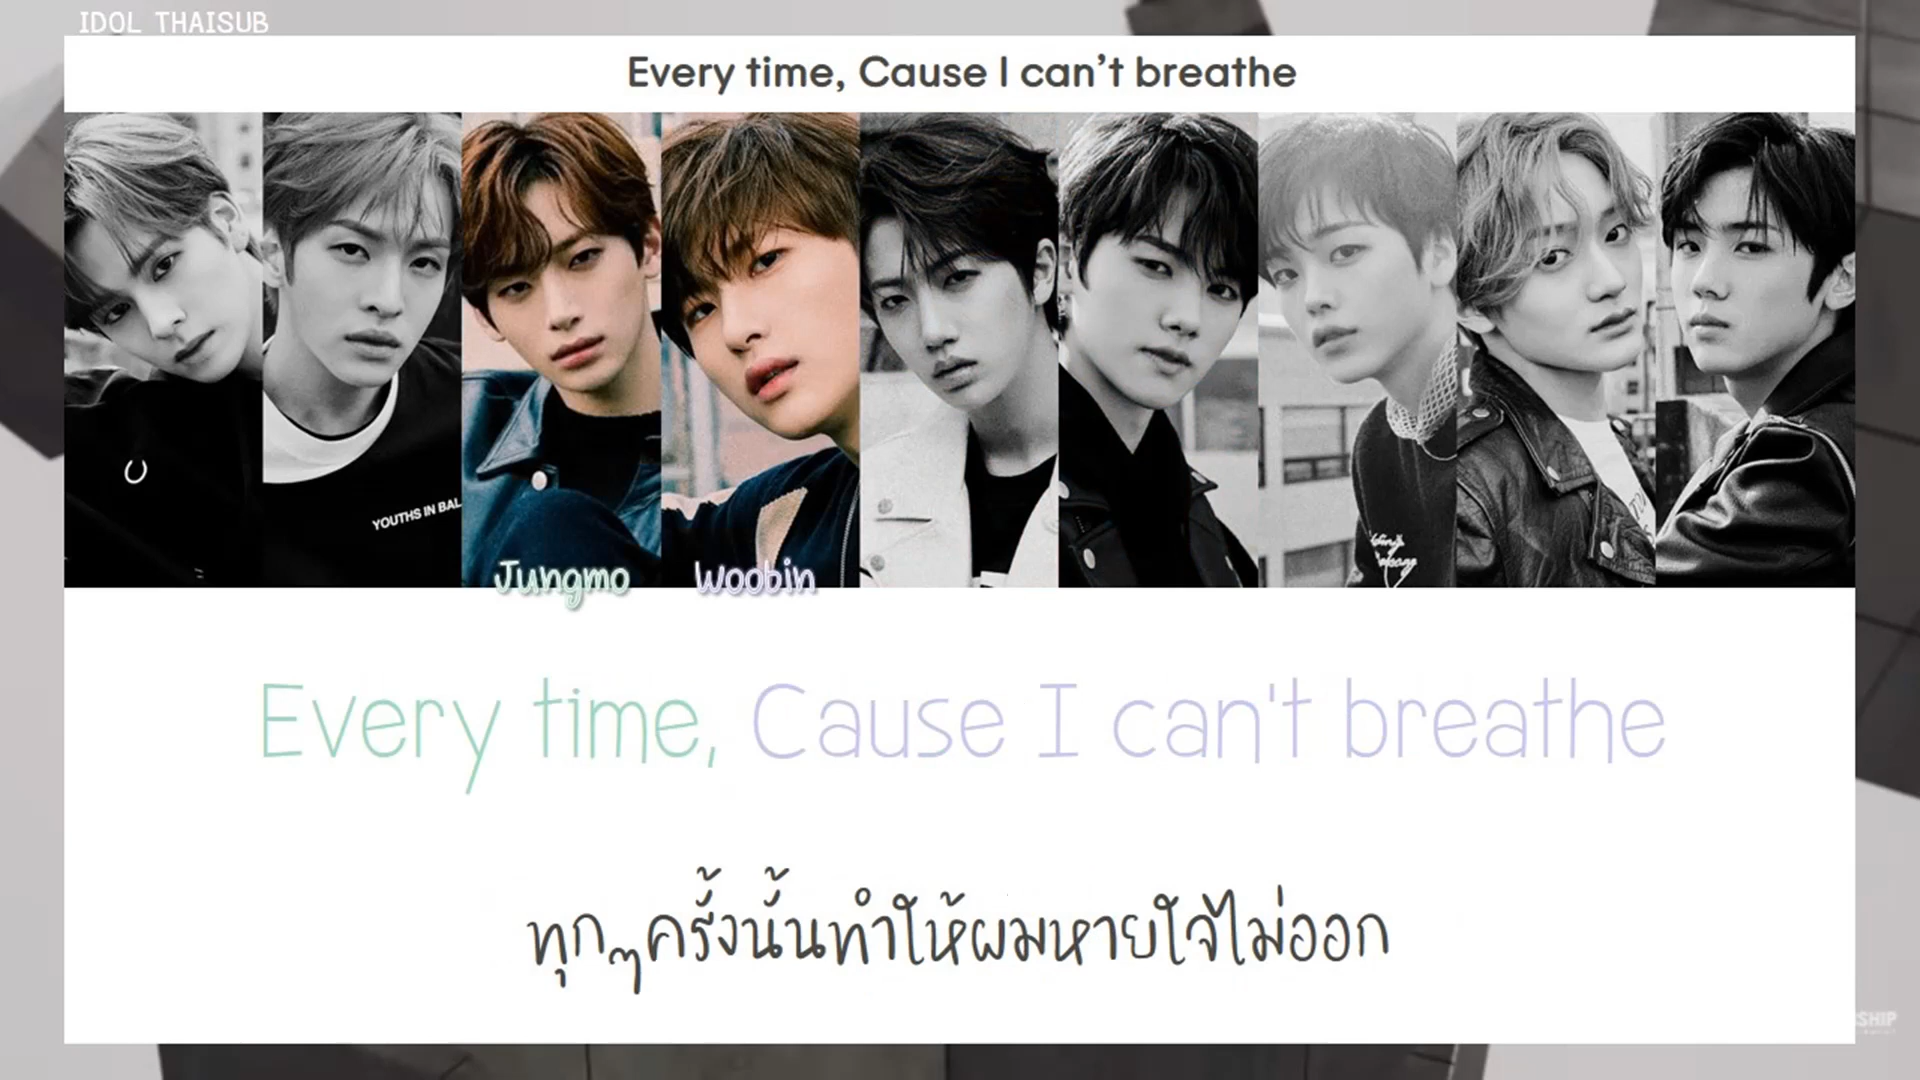 IDOL THAISUB
Every time, Cause I can’t breathe
YOUTHS IN BAL
Jungmo
Woobin
Every time, Cause I can't breathe
ทุกๆครั้งนั้นทำให้ผมหายใจไม่ออก
SHIP